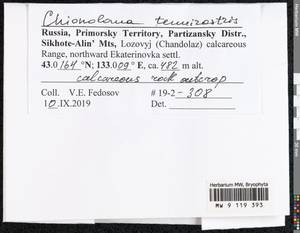 Chionoloma tenuirostris
Russia, Primorsky Territory, Partizansky Distr.,
Sikhote-Alin' Mts, Lozovyj (Chandolaz) calcareous
Range, northward Ekaterinovka settl.
43.0164 °N; 133.009° E, ca. 482 m alt.
calcareous rock outcrop
Coll. V.E. Fedosov # 19-2-308
10.IX.2019 Det.
Herbarium MW, Bryophyta
MW 9 119 393